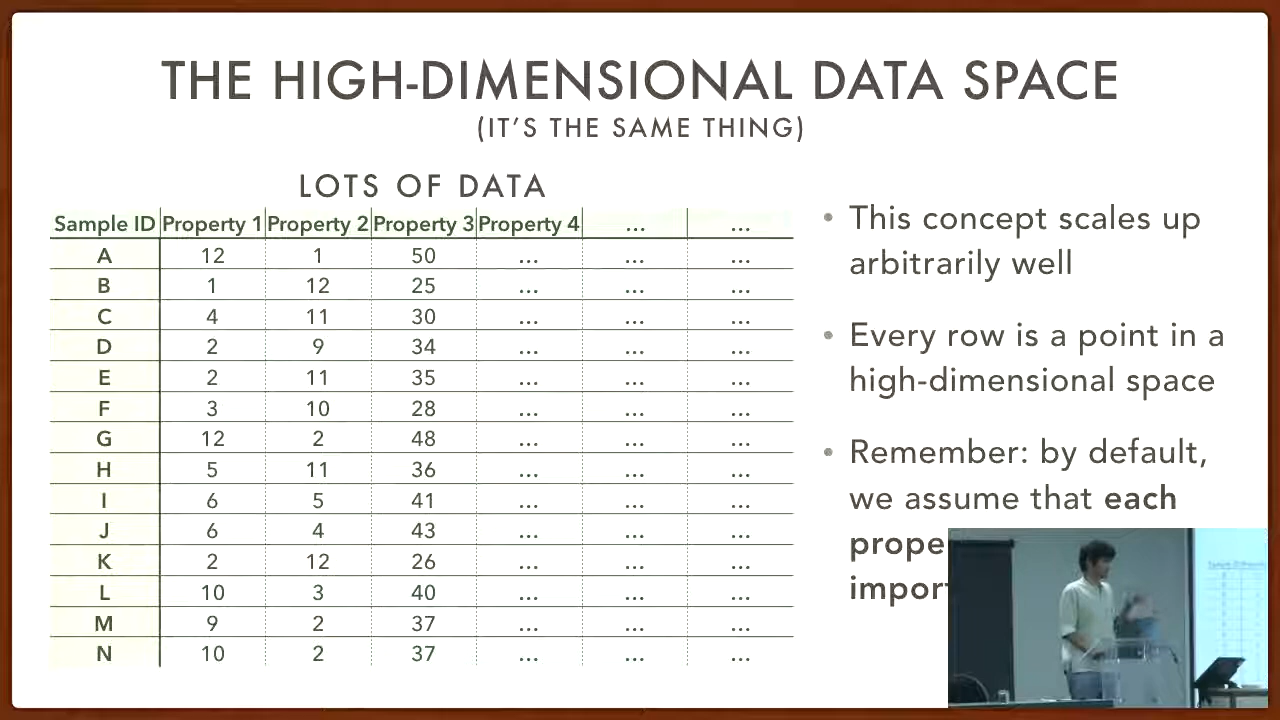 THE HIGH-DIMENSIONAL DATA SPACE
(IT'S THE SAME THING)
LOTS OF DATA
Sample ID Property 1 Property 2 Property 3 Property 4 ... ...
A 12 1 50 ... ... ...
B 1 12 25 ... ... ...
C 4 11 30 ... ... ...
D 2 9 34 ... ... ...
E 2 11 35 ... ... ...
F 3 10 28 ... ... ...
G 12 2 48 ... ... ...
H 5 11 36 ... ... ...
I 6 5 41 ... ... ...
J 6 4 43 ... ... ...
K 2 12 26 ... ... ...
L 10 3 40 ... ... ...
M 9 2 37 ... ... ...
N 10 2 37 ... ... ...
• This concept scales up
arbitrarily well
• Every row is a point in a
high-dimensional space
• Remember: by default,
we assume that each
prope
impor